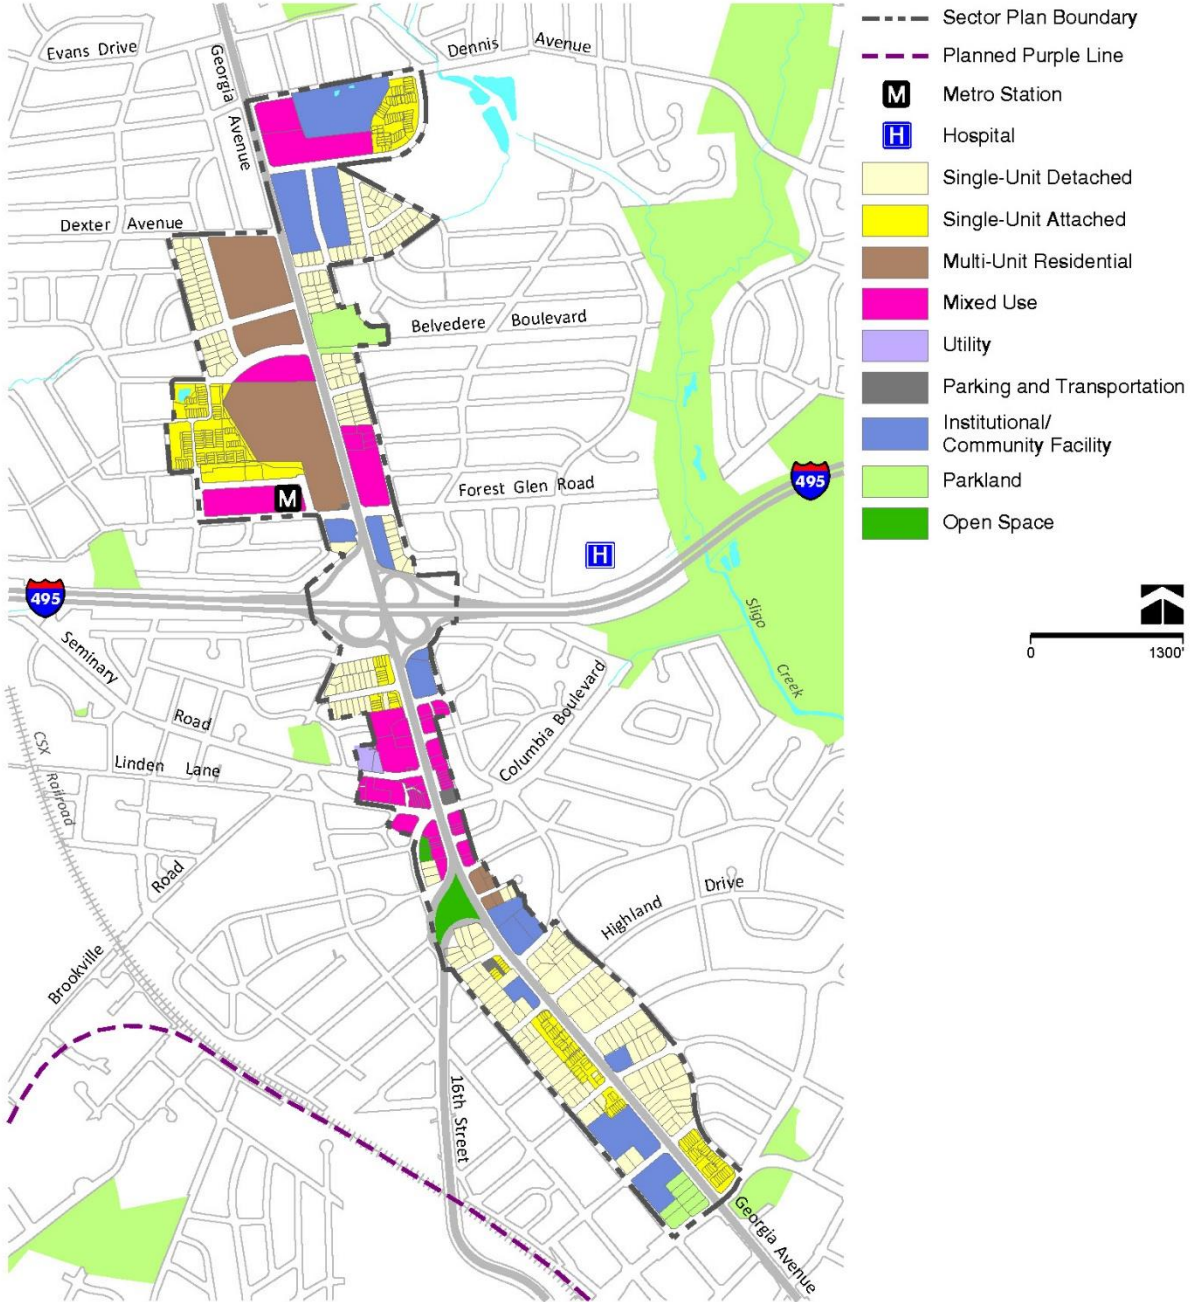 Evans Drive
Georgia Avenue
Dennis Avenue
Dexter Avenue
Belvedere Boulevard
M
Forest Glen Road
495
H
495
Sligo Creek
Seminary Road
Columbia Boulevard
CSX Railroad
Linden Lane
Brookville Road
Highland Drive
16th Street
Georgia Avenue
Sector Plan Boundary
Planned Purple Line
M Metro Station
H Hospital
Single-Unit Detached
Single-Unit Attached
Multi-Unit Residential
Mixed Use
Utility
Parking and Transportation
Institutional/
Community Facility
Parkland
Open Space
0 1300'